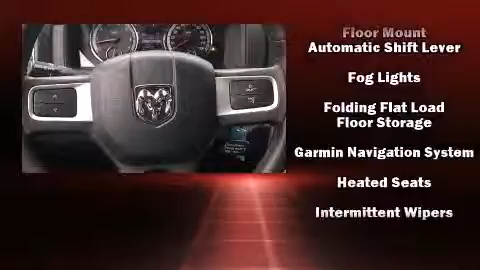 Floor Mount
Automatic Shift Lever
Fog Lights
Folding Flat Load
Floor Storage
Garmin Navigation System
Heated Seats
Intermittent Wipers